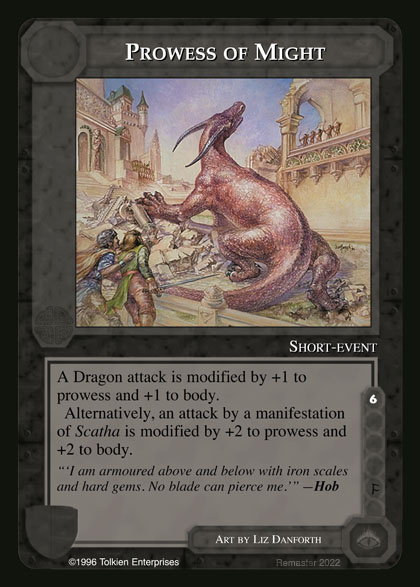 PROWESS OF MIGHT
SHORT-EVENT
A Dragon attack is modified by +1 to
prowess and +1 to body.
Alternatively, an attack by a manifestation
of Scatha is modified by +2 to prowess and
+2 to body.
“‘I am armoured above and below with iron scales
and hard gems. No blade can pierce me.’” —Hob
6
F
ART BY LIZ DANFORTH
©1996 Tolkien Enterprises
Remaster 2022